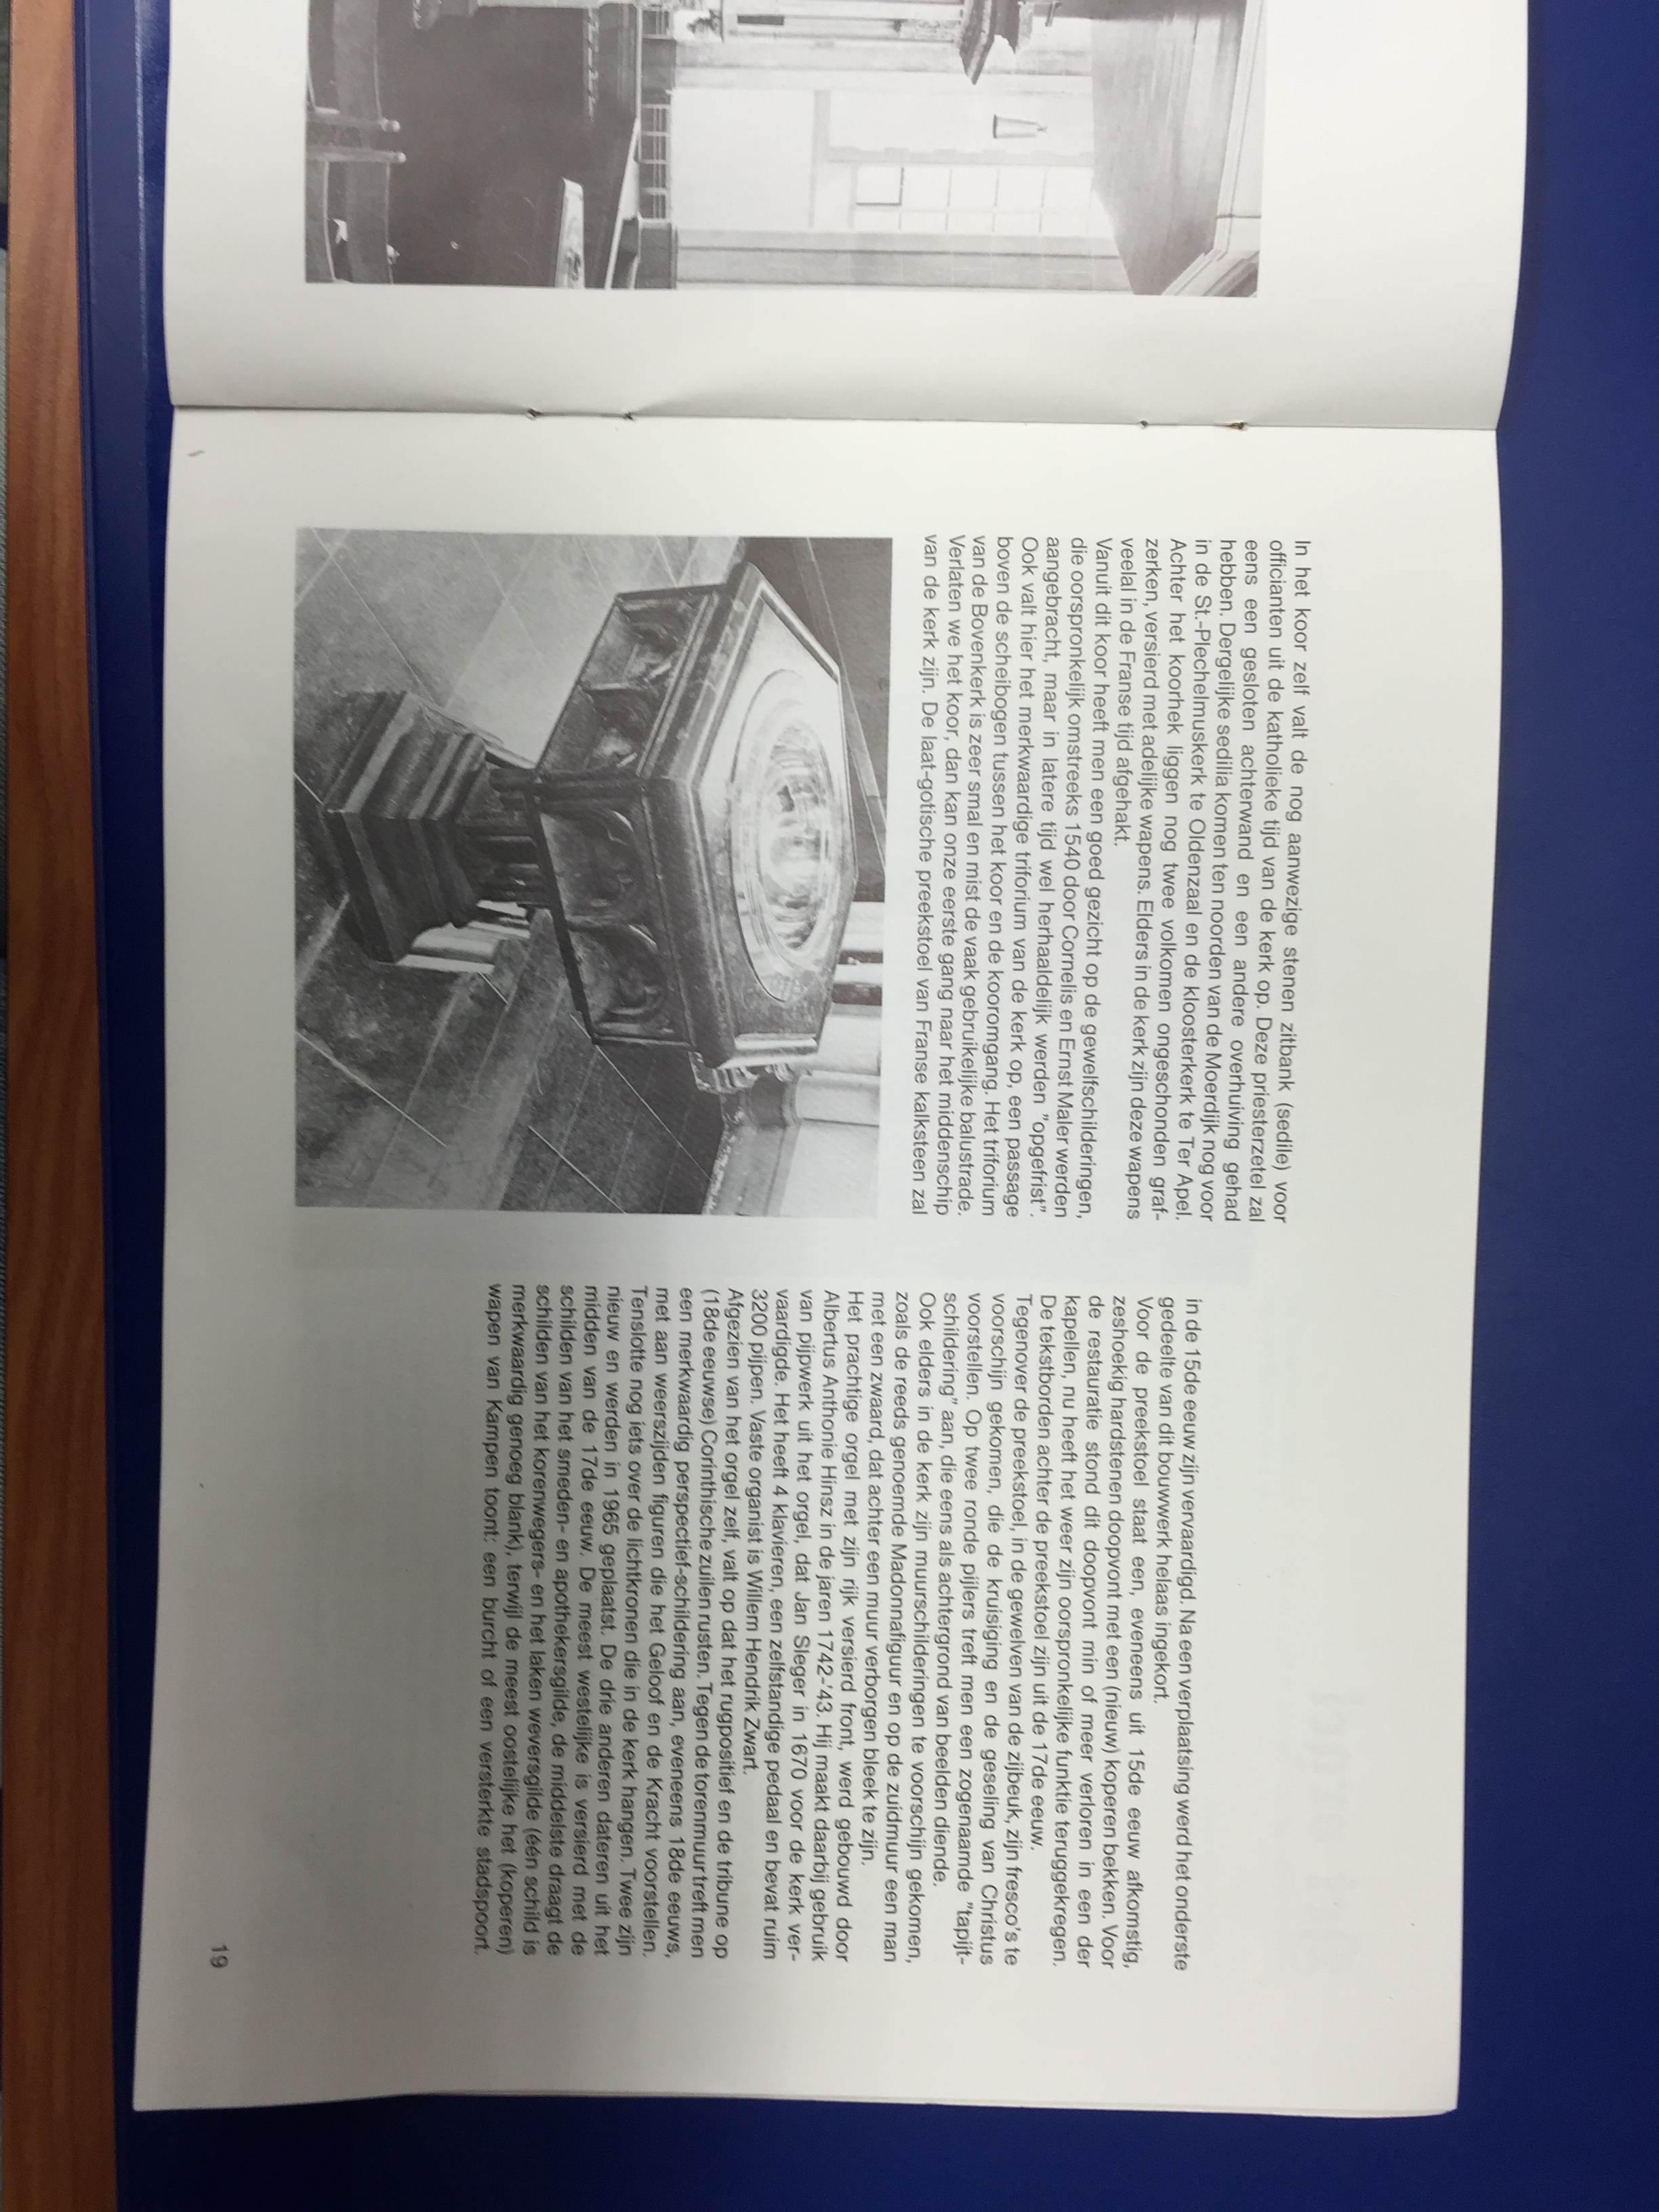 In het koor zelf valt de nog aanwezige stenen zitbank (sedile) voor
officianten uit de katholieke tijd van de kerk op. Deze priesterzetel zal
eens een gesloten achterwand en een andere overhuiving gehad
hebben. Dergelijke sedilia komen ten noorden van de Moerdijk nog voor
in de St.-Plechelmuskerk te Oldenzaal en de kloosterkerk te Ter Apel.
Achter het koorhek liggen nog twee volkomen ongeschonden graf-
zerken, versierd met adelijke wapens. Elders in de kerk zijn deze wapens
veelal in de Franse tijd afgehakt.
Vanuit dit koor heeft men een goed gezicht op de gewelfschilderingen,
die oorspronkelijk omstreeks 1540 door Cornelis en Ernst Maler werden
aangebracht, maar in latere tijd wel herhaaldelijk werden "opgefrist".
Ook valt hier het merkwaardige triforium van de kerk op, een passage
boven de scheibogen tussen het koor en de kooromgang. Het triforium
van de Bovenkerk is zeer smal en mist de vaak gebruikelijke balustrade.
Verlaten we het koor, dan kan onze eerste gang naar het middenschip
van de kerk zijn. De laat-gotische preekstoel van Franse kalksteen zal
in de 15de eeuw zijn vervaardigd. Na een verplaatsing werd het onderste
gedeelte van dit bouwwerk helaas ingekort.
Voor de preekstoel staat een, eveneens uit 15de eeuw afkomstig,
zeshoekig hardstenen doopvont met een (nieuw) koperen bekken. Voor
de restauratie stond dit doopvont min of meer verloren in een der
kapellen, nu heeft het weer zijn oorspronkelijke funktie teruggekregen.
De tekstborden achter de preekstoel zijn uit de 17de eeuw.
Tegenover de preekstoel, in de gewelven van de zijbeuk, zijn fresco's te
voorschijn gekomen, die de kruisiging en de geseling van Christus
voorstellen. Op twee ronde pijlers treft men een zogenaamde "tapijt-
schildering" aan, die eens als achtergrond van beelden diende.
Ook elders in de kerk zijn muurschilderingen te voorschijn gekomen,
zoals de reeds genoemde Madonnafiguur en op de zuidmuur een man
met een zwaard, dat achter een muur verborgen bleek te zijn.
Het prachtige orgel met zijn rijk versierd front, werd gebouwd door
Albertus Anthonie Hinsz in de jaren 1742-'43. Hij maakt daarbij gebruik
van pijpwerk uit het orgel, dat Jan Sleger in 1670 voor de kerk ver-
vaardigde. Het heeft 4 klavieren, een zelfstandige pedaal en bevat ruim
3200 pijpen. Vaste organist is Willem Hendrik Zwart.
Afgezien van het orgel zelf, valt op dat het rugpositief en de tribune op
(18de eeuwse) Corinthische zuilen rusten. Tegen de torenmuur treft men
een merkwaardig perspectief-schildering aan, eveneens 18de eeuws,
met aan weerszijden figuren die het Geloof en de Kracht voorstellen.
Tenslotte nog iets over de lichtkronen die in de kerk hangen. Twee zijn
nieuw en werden in 1965 geplaatst. De drie anderen dateren uit het
midden van de 17de eeuw. De meest westelijke is versierd met de
schilden van het smeden- en apothekersgilde, de middelste draagt de
schilden van het korenwegers- en het laken weversgilde (één schild is
merkwaardig genoeg blank), terwijl de meest oostelijke het (koperen)
wapen van Kampen toont: een burcht of een versterkte stadspoort.
19